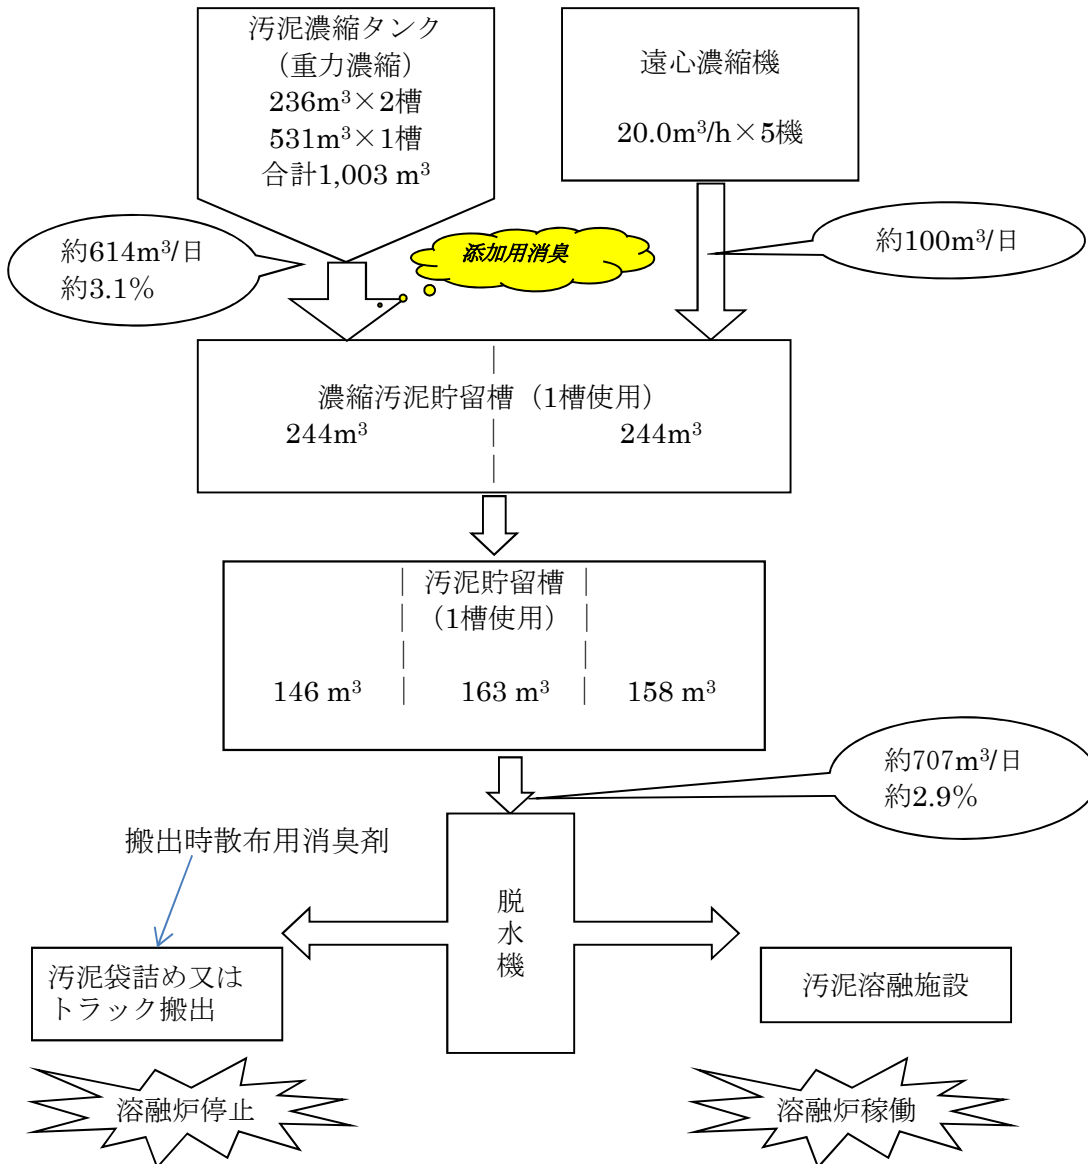 汚泥濃縮タンク
（重力濃縮）
236m³×2槽
531m³×1槽
合計1,003 m³
遠心濃縮機
20.0m³/h×5機
約614m³/日
約3.1%
添加用消臭
約100m³/日
濃縮汚泥貯留槽（1槽使用）
244m³
244m³
汚泥貯留槽
（1槽使用）
146 m³
163 m³
158 m³
約707m³/日
約2.9%
搬出時散布用消臭剤
脱水機
汚泥袋詰め又は
トラック搬出
汚泥溶融施設
溶融炉停止
溶融炉稼働